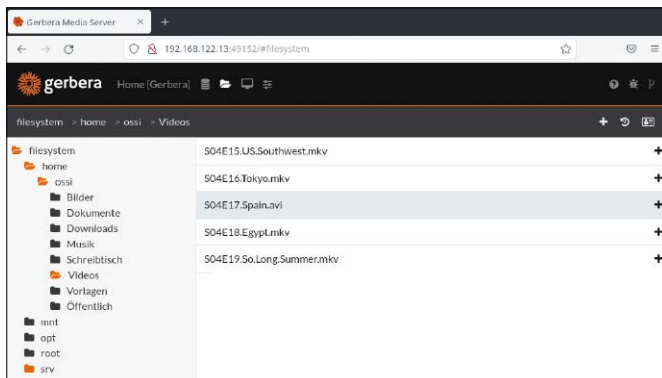 Gerbera Media Server
192.168.122.13:49152/#filesystem
gerbera Home [Gerbera]
filesystem > home > ossi > Videos
filesystem
home
ossi
Bilder
Dokumente
Downloads
Musik
Schreibtisch
Videos
Vorlagen
Öffentlich
mnt
opt
root
srv
S04E15.US.Southwest.mkv
S04E16.Tokyo.mkv
S04E17.Spain.avi
S04E18.Egypt.mkv
S04E19.So.Long.Summer.mkv